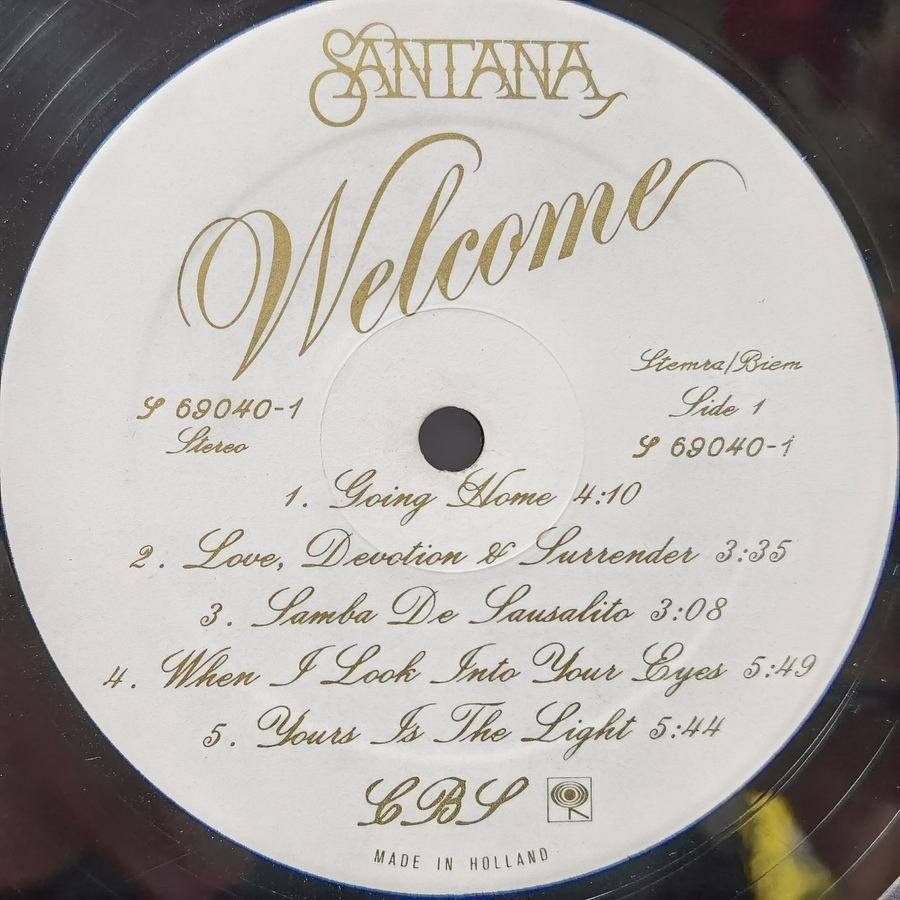 SANTANA
Welcome
Stemra/Biem
S 69040-1
Side 1
Stereo
S 69040-1
1. Going Home 4:10
2. Love, Devotion & Surrender 3:35
3. Samba De Sausalito 3:08
4. When I Look Into Your Eyes 5:49
5. Yours Is The Light 5:44
CBS
MADE IN HOLLAND